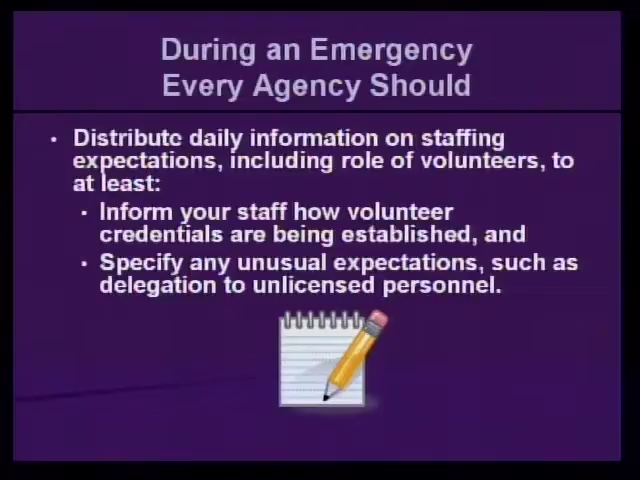 During an Emergency
Every Agency Should
• Distribute daily information on staffing
expectations, including role of volunteers, to
at least:
• Inform your staff how volunteer
credentials are being established, and
• Specify any unusual expectations, such as
delegation to unlicensed personnel.